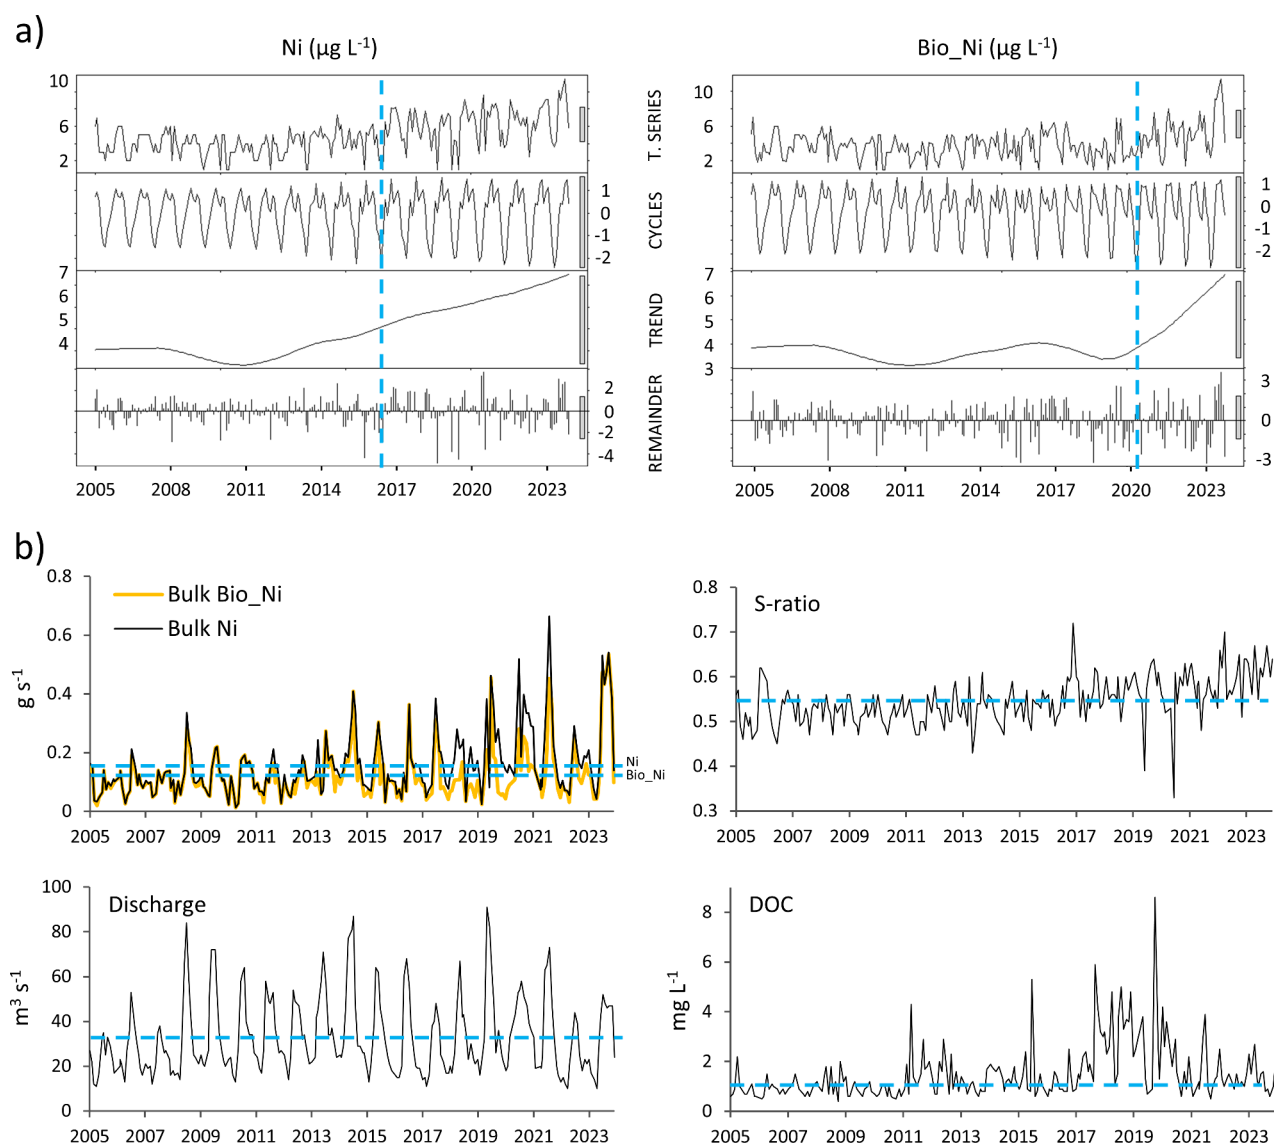 a)
Ni (µg L-1)
Bio_Ni (µg L-1)
10
6
2
T. SERIES
10
6
2
1
0
-1
-2
CYCLES
1
0
-1
-2
7
6
5
4
TREND
7
6
5
4
3
2
0
-2
-4
REMAINDER
3
0
-3
2005 2008 2011 2014 2017 2020 2023
2005 2008 2011 2014 2017 2020 2023
b)
0.8
0.6
0.4
0.2
0
g s-1
Bulk Bio_Ni
Bulk Ni
Ni
Bio_Ni
2005 2007 2009 2011 2013 2015 2017 2019 2021 2023
0.8
0.7
0.6
0.5
0.4
0.3
S-ratio
2005 2007 2009 2011 2013 2015 2017 2019 2021 2023
100
80
60
40
20
0
m3 s-1
Discharge
2005 2007 2009 2011 2013 2015 2017 2019 2021 2023
8
6
4
2
0
mg L-1
DOC
2005 2007 2009 2011 2013 2015 2017 2019 2021 2023